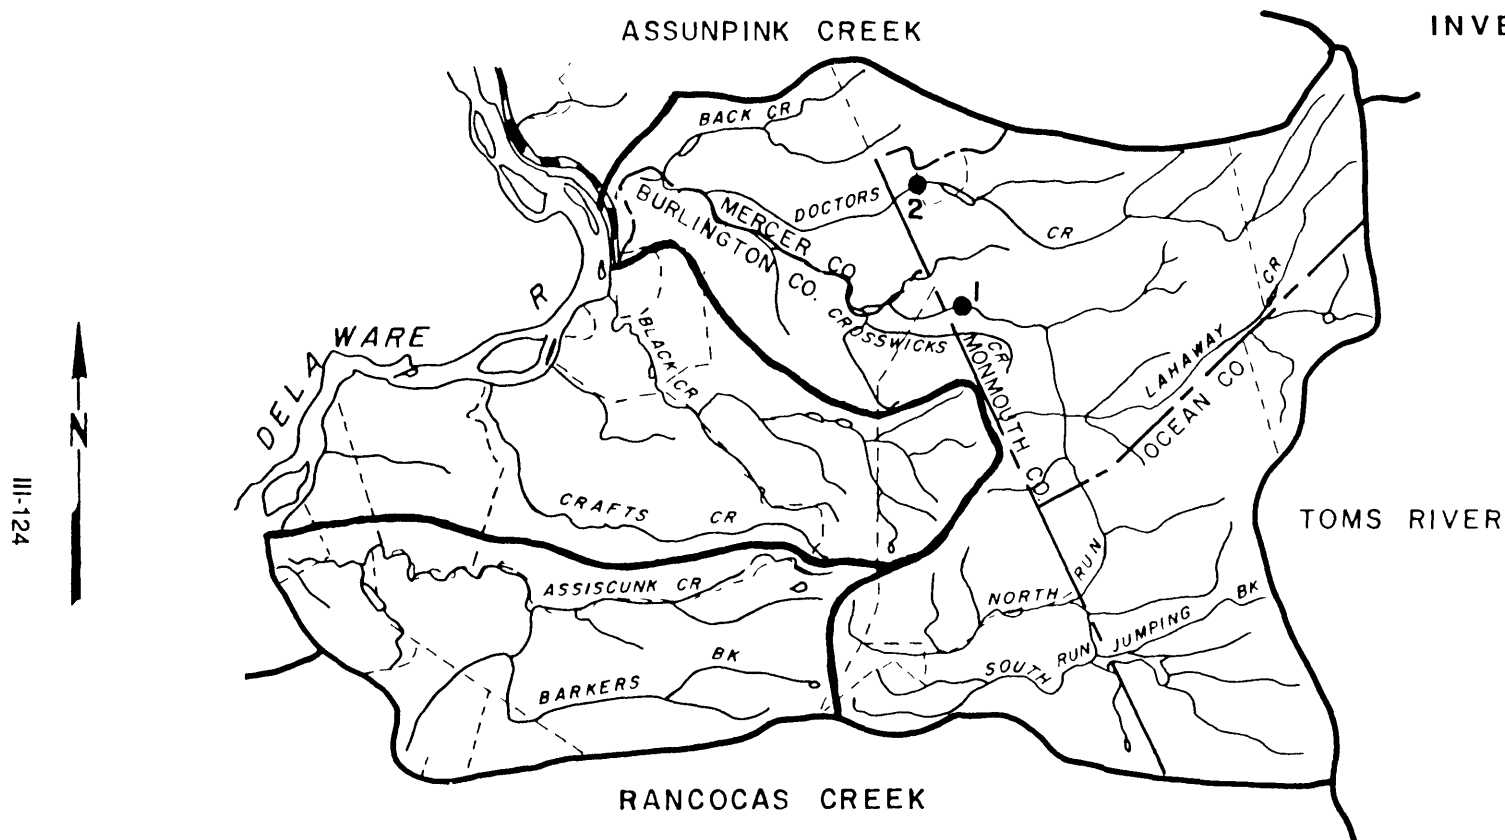 ASSUNPINK CREEK
INVE
BACK CR
BURLINGTON CO.
MERCER CO
DOCTORS CR
2
1
R
DELAWARE
BLACK CR
CROSSWICKS CR
MONMOUTH CO.
LAHAWAY CR
OCEAN CO
N
III-124
CRAFTS CR
TOMS RIVER
ASSISCUNK CR
NORTH RUN
JUMPING BK
SOUTH RUN
BARKERS BK
RANCOCAS CREEK